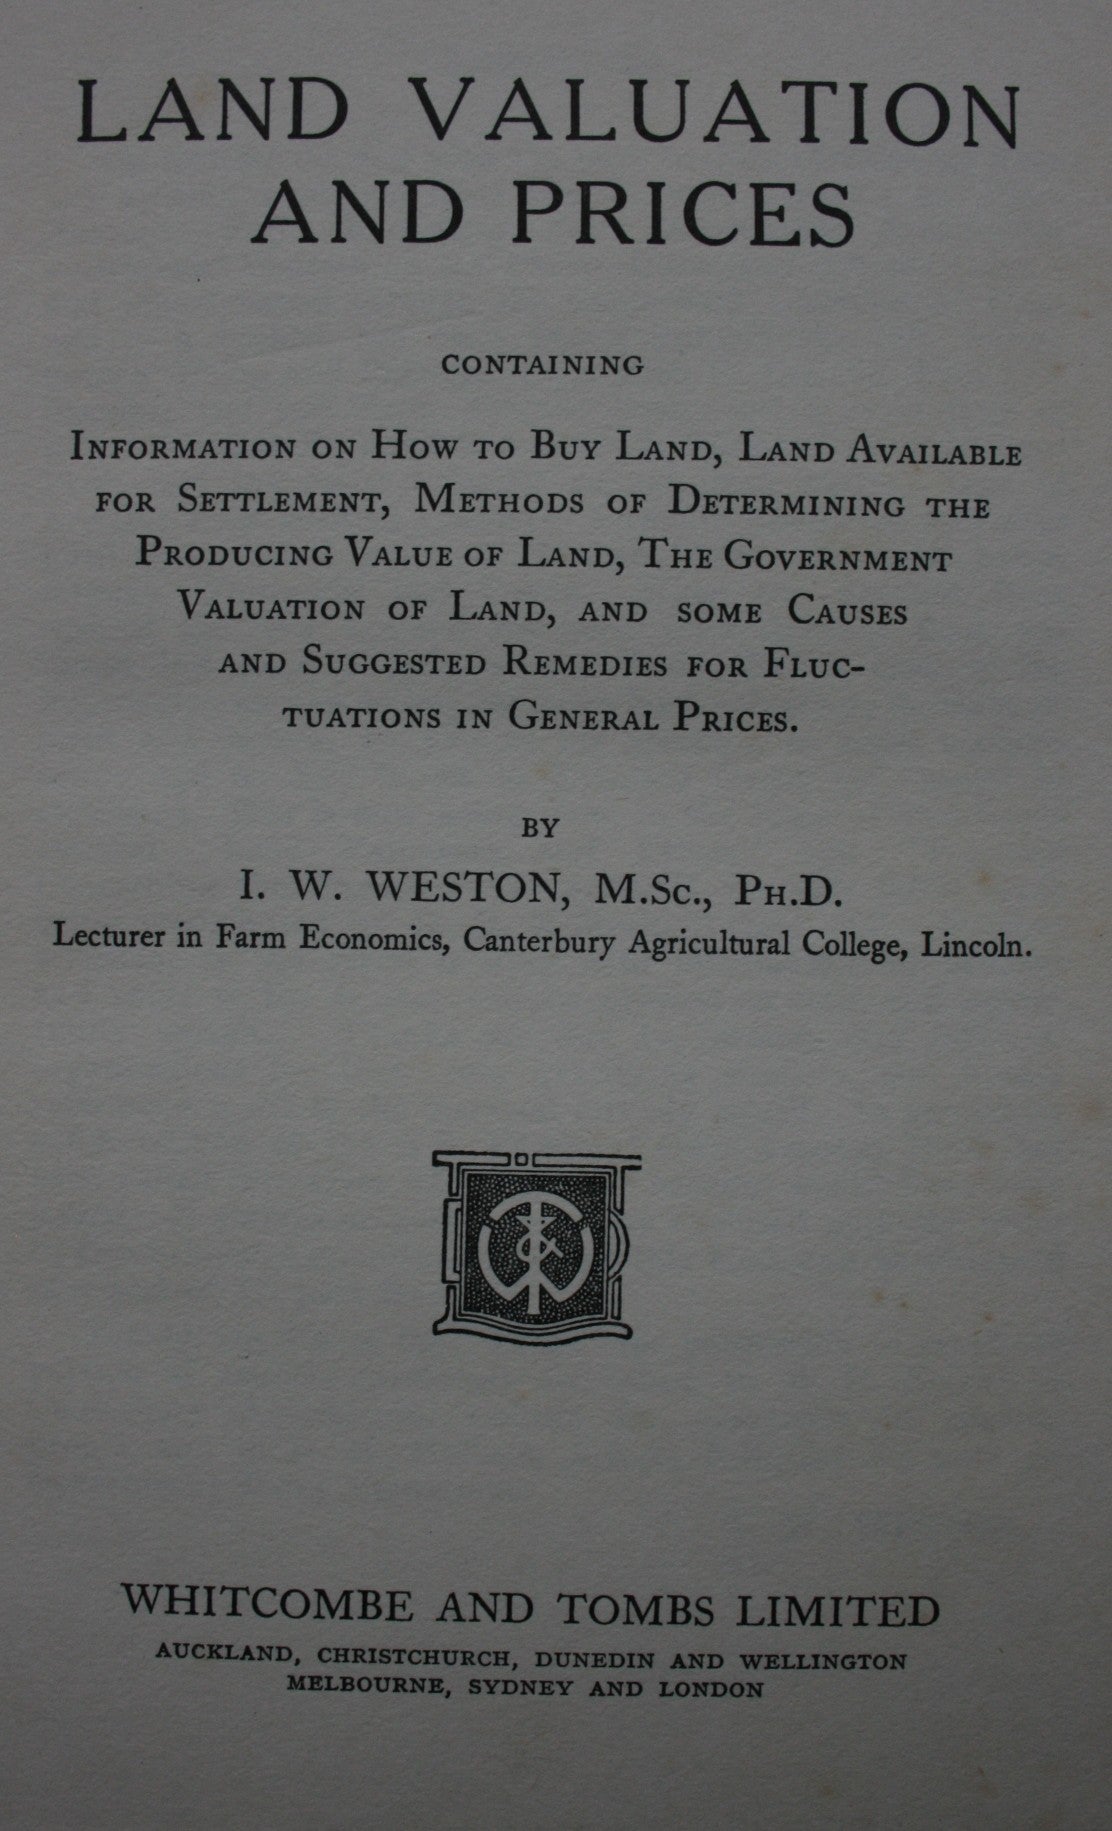 LAND VALUATION
AND PRICES
CONTAINING
INFORMATION ON HOW TO BUY LAND, LAND AVAILABLE
FOR SETTLEMENT, METHODS OF DETERMINING THE
PRODUCING VALUE OF LAND, THE GOVERNMENT
VALUATION OF LAND, AND SOME CAUSES
AND SUGGESTED REMEDIES FOR FLUC-
TUATIONS IN GENERAL PRICES.
BY
I. W. WESTON, M.Sc., PH.D.
Lecturer in Farm Economics, Canterbury Agricultural College, Lincoln.
WHITCOMBE AND TOMBS LIMITED
AUCKLAND, CHRISTCHURCH, DUNEDIN AND WELLINGTON
MELBOURNE, SYDNEY AND LONDON